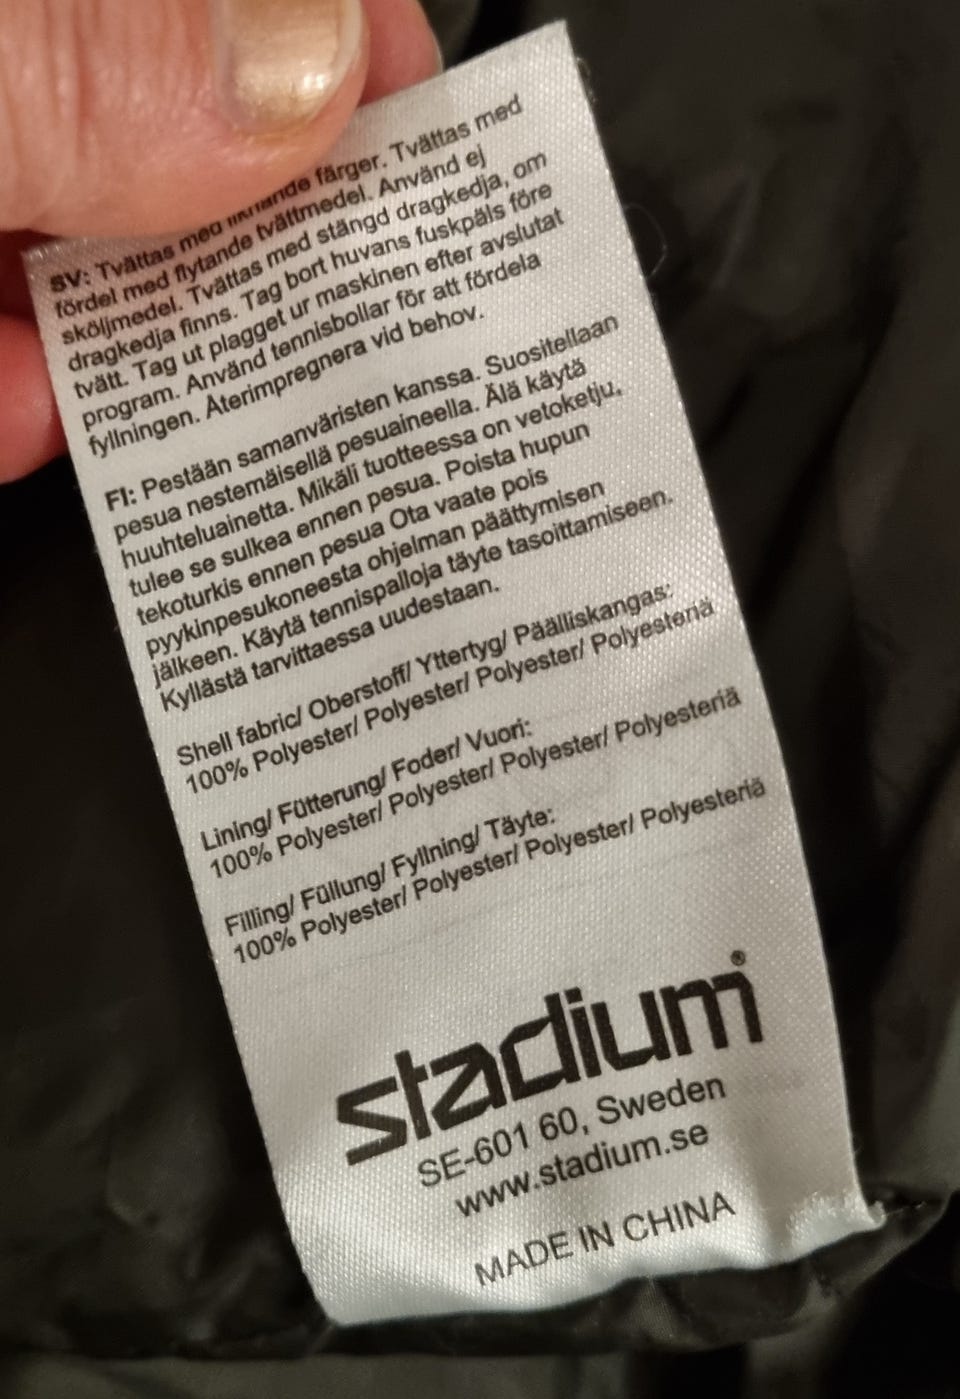 SV: Tvättas med liknande färger. Tvättas med
fördel med flytande tvättmedel. Använd ej
sköljmedel. Tvättas med stängd dragkedja, om
dragkedja finns. Tag bort huvans fuskpäls före
tvätt. Tag ut plagget ur maskinen efter avslutat
program. Använd tennisbollar för att fördela
fyllningen. Återimpregnera vid behov.
FI: Pestään samanväristen kanssa. Suositellaan
pesua nestemäisellä pesuaineella. Älä käytä
huuhteluainetta. Mikäli tuotteessa on vetoketju,
tulee se sulkea ennen pesua. Poista hupun
tekoturkis ennen pesua Ota vaate pois
pyykinpesukoneesta ohjelman päättymisen
jälkeen. Käytä tennispalloja täyte tasoittamiseen.
Kyllästä tarvittaessa uudestaan.
Shell fabric/ Oberstoff/ Yttertyg/ Päälliskangas:
100% Polyester/ Polyester/ Polyester/ Polyesteriä
Lining/ Fütterung/ Foder/ Vuori:
100% Polyester/ Polyester/ Polyester/ Polyesteriä
Filling/ Füllung/ Fyllning/ Täyte:
100% Polyester/ Polyester/ Polyester/ Polyesteriä
stadium®
SE-601 60, Sweden
www.stadium.se
MADE IN CHINA